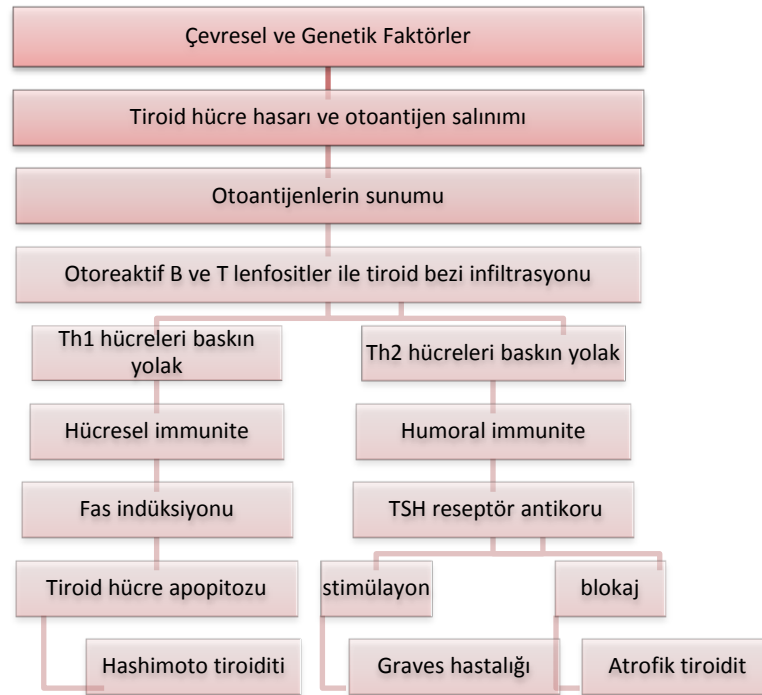 Çevresel ve Genetik Faktörler
Tiroid hücre hasarı ve otoantijen salınımı
Otoantijenlerin sunumu
Otoreaktif B ve T lenfositler ile tiroid bezi infiltrasyonu
Th1 hücreleri baskın
yolak
Th2 hücreleri baskın yolak
Hücresel immunite
Humoral immunite
Fas indüksiyonu
TSH reseptör antikoru
Tiroid hücre apopitozu
stimülayon
blokaj
Hashimoto tiroiditi
Graves hastalığı
Atrofik tiroidit